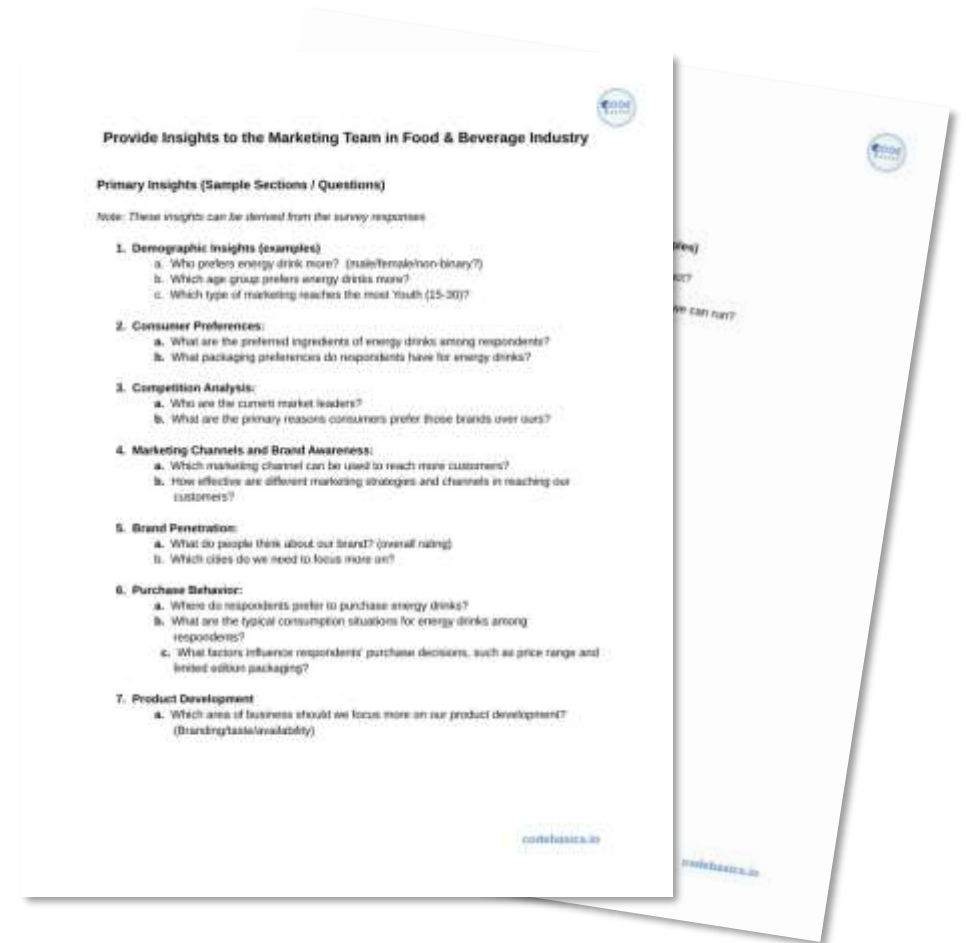 CODE
Provide Insights to the Marketing Team in Food & Beverage Industry
Primary Insights (Sample Sections / Questions)
Note: These insights can be derived from the survey responses
1. Demographic Insights (examples)
a. Who prefers energy drink more? (male/female/non-binary?)
b. Which age group prefers energy drinks more?
c. Which type of marketing reaches the most Youth (15-30)?
2. Consumer Preferences:
a. What are the preferred ingredients of energy drinks among respondents?
b. What packaging preferences do respondents have for energy drinks?
3. Competition Analysis:
a. Who are the current market leaders?
b. What are the primary reasons consumers prefer those brands over ours?
4. Marketing Channels and Brand Awareness:
a. Which marketing channel can be used to reach more customers?
b. How effective are different marketing strategies and channels in reaching our
customers?
5. Brand Penetration:
a. What do people think about our brand? (overall rating)
b. Which cities do we need to focus more on?
6. Purchase Behavior:
a. Where do respondents prefer to purchase energy drinks?
b. What are the typical consumption situations for energy drinks among
respondents?
c. What factors influence respondents' purchase decisions, such as price range and
limited edition packaging?
7. Product Development
a. Which area of business should we focus more on our product development?
(Branding/taste/availability)
codebasics.in
CODE
we can run?
codebasics.in